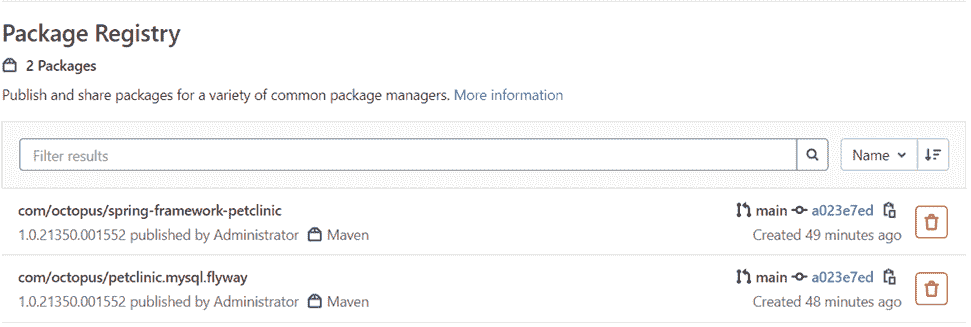 Package Registry
2 Packages
Publish and share packages for a variety of common package managers. More information
Filter results
Name
com/octopus/spring-framework-petclinic
main a023e7ed
1.0.21350.001552 published by Administrator Maven
Created 49 minutes ago
com/octopus/petclinic.mysql.flyway
main a023e7ed
1.0.21350.001552 published by Administrator Maven
Created 48 minutes ago